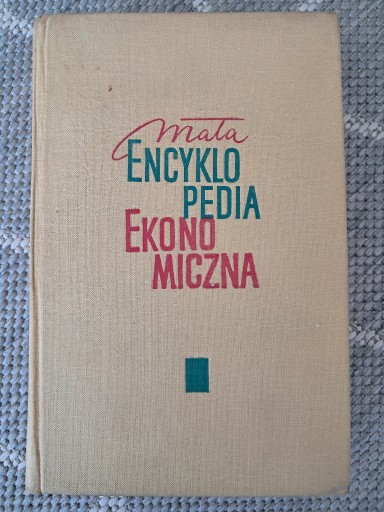 Mała
ENCYKLO
PEDIA
EKONO
MICZNA